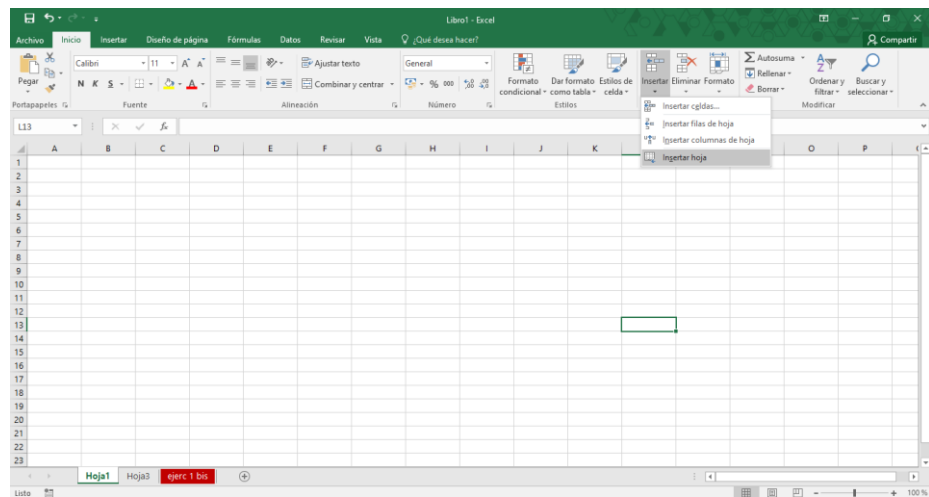 Libro1 - Excel
Archivo Inicio Insertar Diseño de página Fórmulas Datos Revisar Vista ¿Qué desea hacer? Compartir
Pegar
Calibri 11
N K S
A A
A
Ajustar texto
Combinar y centrar
General
% 000
Formato condicional
Dar formato como tabla
Estilos de celda
Insertar Eliminar Formato
Autosuma
Rellenar
Borrar
Ordenar y filtrar
Buscar y seleccionar
Portapapeles Fuente Alineación Número Estilos Modificar
Insertar celdas...
Insertar filas de hoja
Insertar columnas de hoja
Insertar hoja
L13 fx
A B C D E F G H I J K O P
1
2
3
4
5
6
7
8
9
10
11
12
13
14
15
16
17
18
19
20
21
22
23
Hoja1 Hoja3 ejerc 1 bis
Listo 100 %